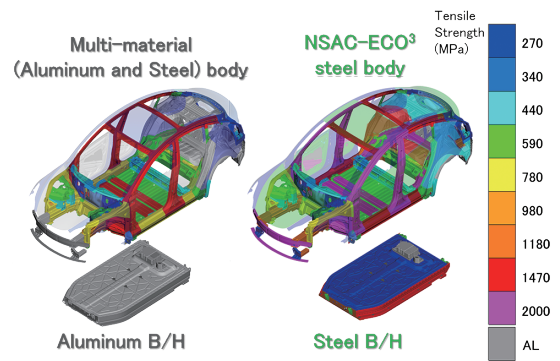 Multi-material
(Aluminum and Steel) body
NSAC-ECO³
steel body
Tensile
Strength
(MPa)
270
340
440
590
780
980
1180
1470
2000
AL
Aluminum B/H
Steel B/H